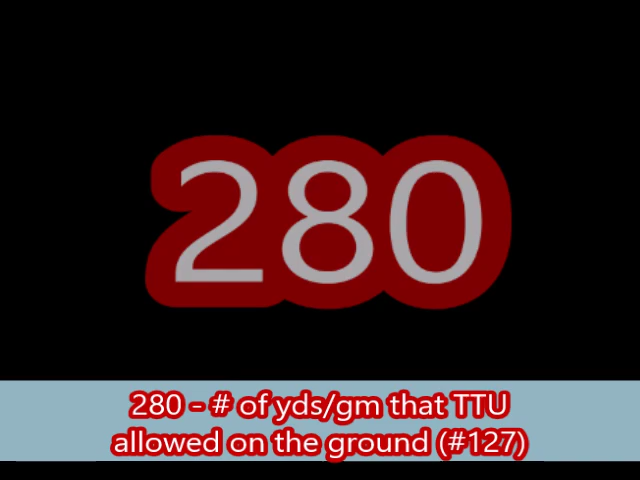 280
280 - # of yds/gm that TTU
allowed on the ground (#127)